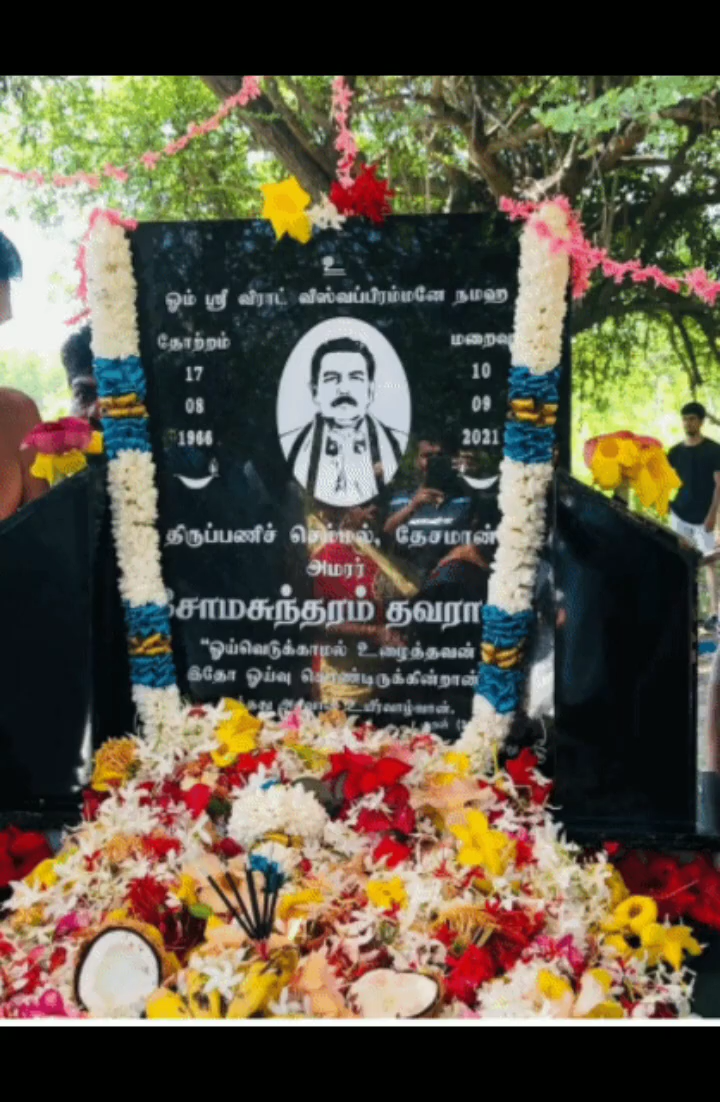 உ
ஓம் ஸ்ரீ விராட் விஸ்வப்பிரம்மனே நமஹ
தோற்றம்
17
08
1966
மறைவு
10
09
2021
திருப்பணிச் செம்மல், தேசமான்
அமரர்
சோமசுந்தரம் தவரா
"ஓய்வெடுக்காமல் உழைத்தவன்
இதோ ஓய்வு கொண்டிருக்கின்றான்
உயிர்வாழ்வான்.